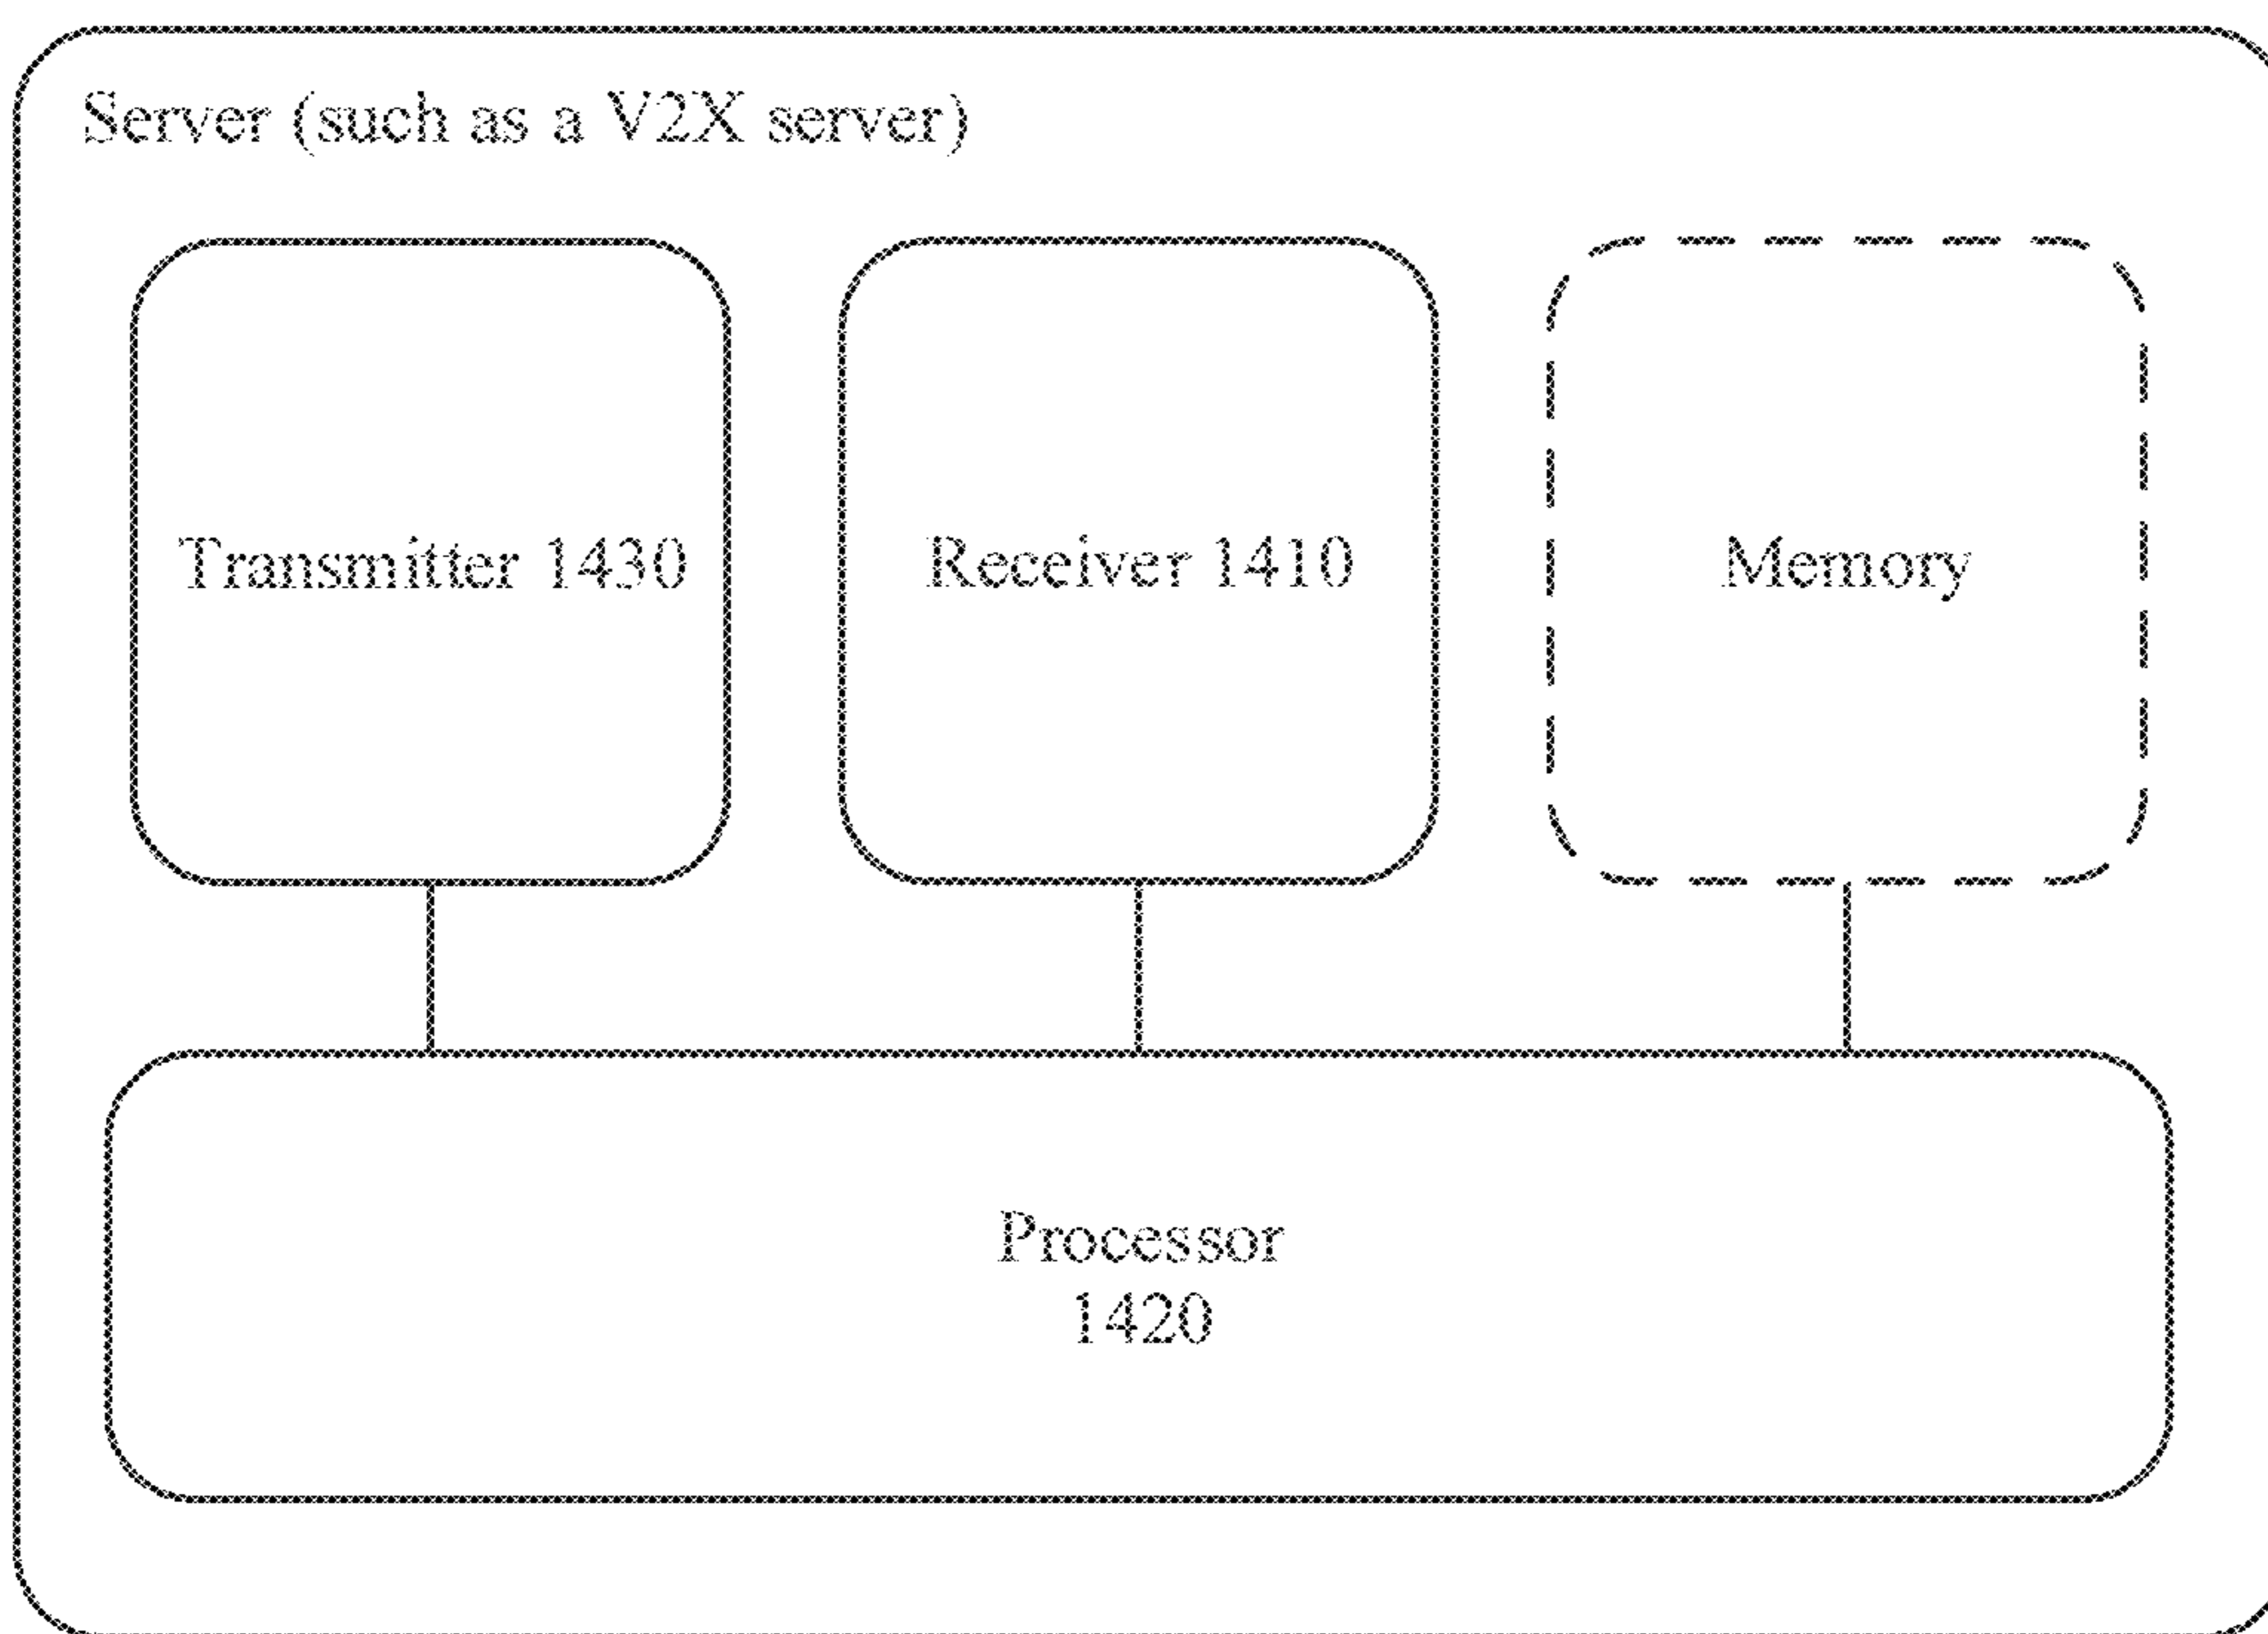 Server (such as a V2X server)
Transmitter 1430
Receiver 1410
Memory
Processor
1420